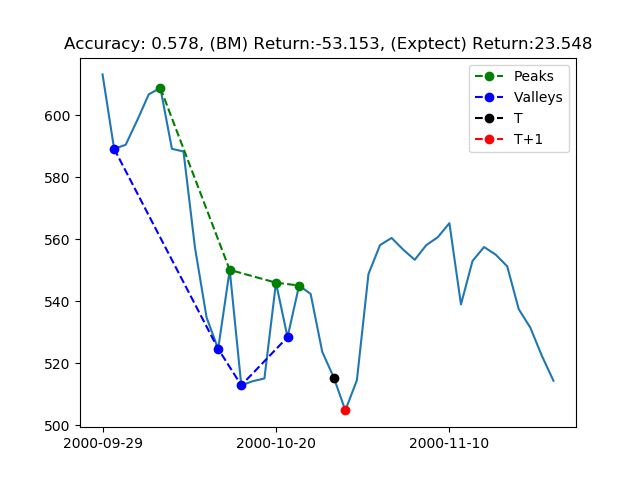 Accuracy: 0.578, (BM) Return:-53.153, (Exptect) Return:23.548
Peaks
Valleys
T
T+1
600
580
560
540
520
500
2000-09-29
2000-10-20
2000-11-10